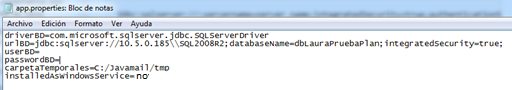 app.properties: Bloc de notas
Archivo Edición Formato Ver Ayuda
driverBD=com.microsoft.sqlserver.jdbc.SQLServerDriver
urlBD=jdbc:sqlserver://10.5.0.185\\SQL2008R2;databaseName=dbLauraPruebaPlan;integratedSecurity=true;
userBD=
passwordBD=
carpetaTemporales=C:/Javamail/tmp
installedAsWindowsService=no